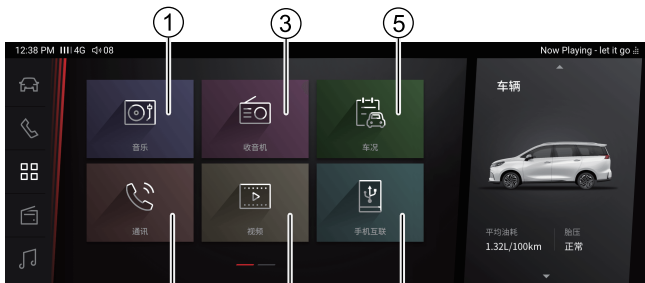 ① ③ ⑤
12:38 PM 4G 08 Now Playing - let it go
车辆
音乐 收音机 车况
通讯 视频 手机互联
平均油耗 胎压
1.32L/100km 正常